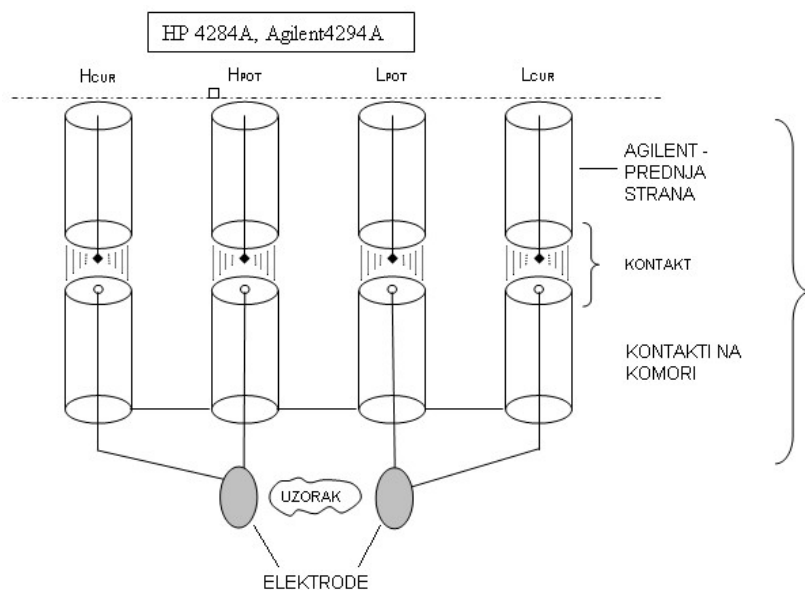 HP 4284A, Agilent4294A
HCUR
HPOT
LPOT
LCUR
AGILENT -
PREDNJA
STRANA
KONTAKT
KONTAKTI NA
KOMORI
UZORAK
ELEKTRODE